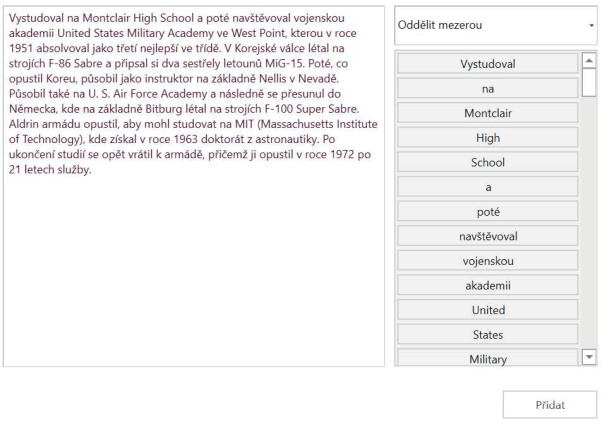 Vystudoval na Montclair High School a poté navštěvoval vojenskou
akademii United States Military Academy ve West Point, kterou v roce
1951 absolvoval jako třetí nejlepší ve třídě. V Korejské válce létal na
strojích F-86 Sabre a připsal si dva sestřely letounů MiG-15. Poté, co
opustil Koreu, působil jako instruktor na základně Nellis v Nevadě.
Působil také na U. S. Air Force Academy a následně se přesunul do
Německa, kde na základně Bitburg létal na strojích F-100 Super Sabre.
Aldrin armádu opustil, aby mohl studovat na MIT (Massachusetts Institute
of Technology), kde získal v roce 1963 doktorát z astronautiky. Po
ukončení studií se opět vrátil k armádě, přičemž ji opustil v roce 1972 po
21 letech služby.
Oddělit mezerou
Vystudoval
na
Montclair
High
School
a
poté
navštěvoval
vojenskou
akademii
United
States
Military
Přidat